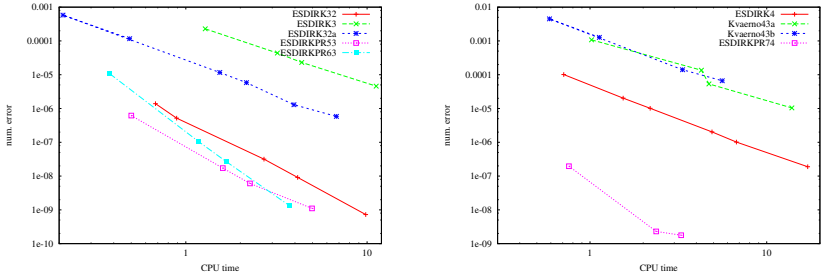 0.001
0.0001
1e-05
1e-06
1e-07
1e-08
1e-09
1e-10
num. error
1
10
CPU time
ESDIRK32
ESDIRK3
ESDIRK32a
ESDIRKPR53
ESDIRKPR63
0.01
0.001
0.0001
1e-05
1e-06
1e-07
1e-08
1e-09
num. error
1
10
CPU time
ESDIRK4
Kvaerno43a
Kvaerno43b
ESDIRKPR74